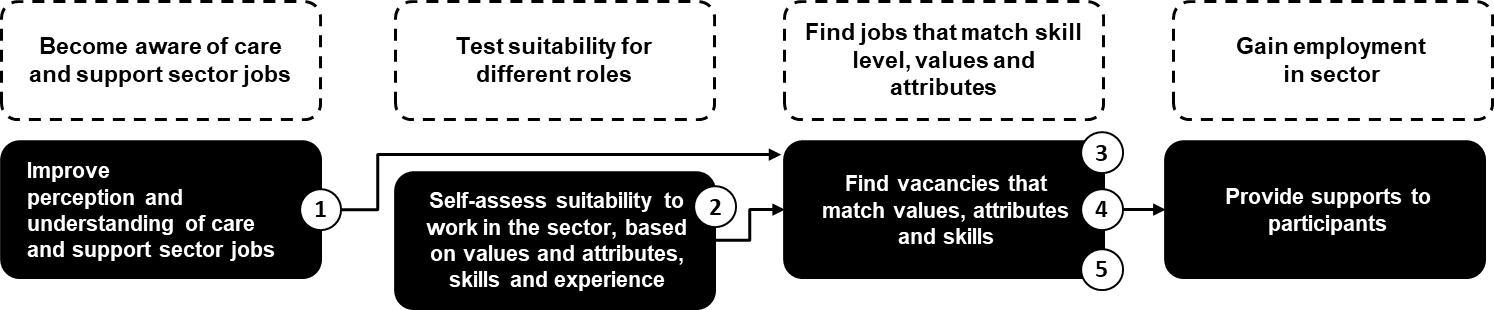 Become aware of care
and support sector jobs
Test suitability for
different roles
Find jobs that match skill
level, values and
attributes
Gain employment
in sector
Improve
perception and
understanding of care
and support sector jobs
1
Self-assess suitability to
work in the sector, based
on values and attributes,
skills and experience
2
Find vacancies that
match values, attributes
and skills
3
4
5
Provide supports to
participants